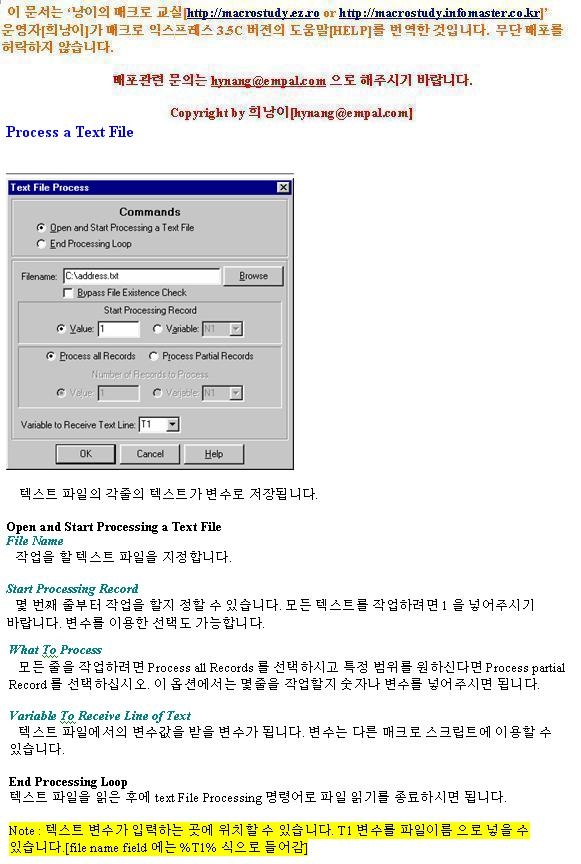 이 문서는 '낭이의 매크로 교실[http://macrostudy.ez.ro or http://macrostudy.infomaster.co.kr]'
운영자[희낭이]가 매크로 익스프레스 3.5C 버젼의 도움말[HELP]를 번역한 것입니다. 무단 배포를
허락하지 않습니다.
배포관련 문의는 hynang@empal.com 으로 해주시기 바랍니다.
Copyright by 희낭이[hynang@empal.com]
Process a Text File
Text File Process
Commands
Open and Start Processing a Text File
End Processing Loop
Filename: C:\address.txt Browse
Bypass File Existence Check
Start Processing Record
Value: 1 Variable: N1
Process all Records Process Partial Records
Number of Records to Process
Value: 1 Variable: N1
Variable to Receive Text Line: T1
OK Cancel Help
텍스트 파일의 각줄의 텍스트가 변수로 저장됩니다.
Open and Start Processing a Text File
File Name
작업을 할 텍스트 파일을 지정합니다.
Start Processing Record
몇 번째 줄부터 작업을 할지 정할 수 있습니다. 모든 텍스트를 작업하려면 1 을 넣어주시기
바랍니다. 변수를 이용한 선택도 가능합니다.
What To Process
모든 줄을 작업하려면 Process all Records 를 선택하시고 특정 범위를 원하신다면 Process partial
Record 를 선택하십시오. 이 옵션에서는 몇줄을 작업할지 숫자나 변수를 넣어주시면 됩니다.
Variable To Receive Line of Text
텍스트 파일에서의 변수값을 받을 변수가 됩니다. 변수는 다른 매크로 스크립트에 이용할 수
있습니다.
End Processing Loop
텍스트 파일을 읽은 후에 text File Processing 명령어로 파일 읽기를 종료하시면 됩니다.
Note : 텍스트 변수가 입력하는 곳에 위치할 수 있습니다. T1 변수를 파일이름 으로 넣을 수
있습니다.[file name field 에는 %T1% 식으로 들어감]